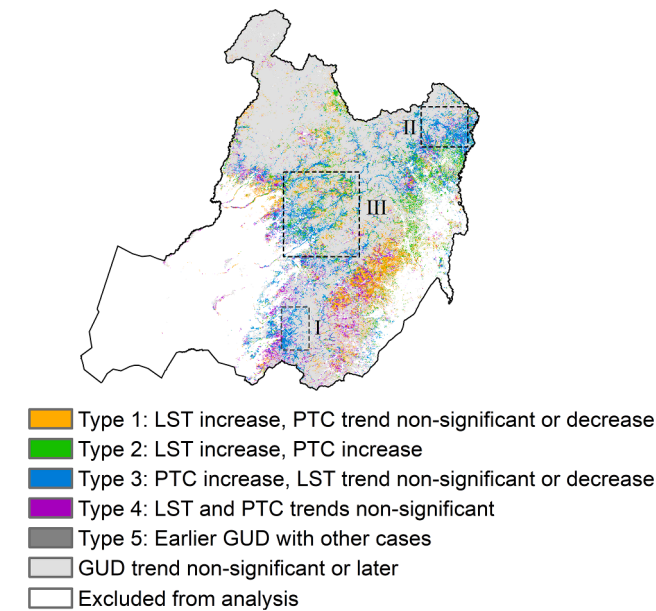 II
III
I
Type 1: LST increase, PTC trend non-significant or decrease
Type 2: LST increase, PTC increase
Type 3: PTC increase, LST trend non-significant or decrease
Type 4: LST and PTC trends non-significant
Type 5: Earlier GUD with other cases
GUD trend non-significant or later
Excluded from analysis